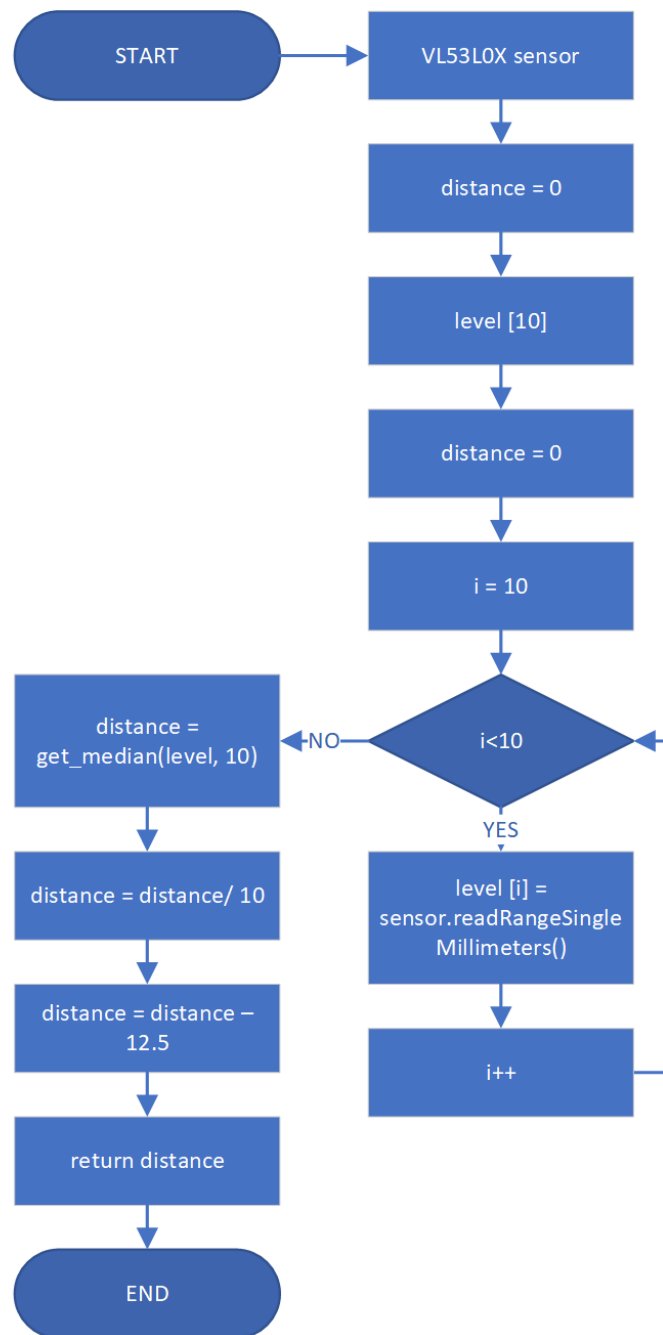 START
VL53L0X sensor
distance = 0
level [10]
distance = 0
i = 10
i<10
NO
YES
level [i] =
sensor.readRangeSingle
Millimeters()
i++
distance =
get_median(level, 10)
distance = distance/ 10
distance = distance –
12.5
return distance
END